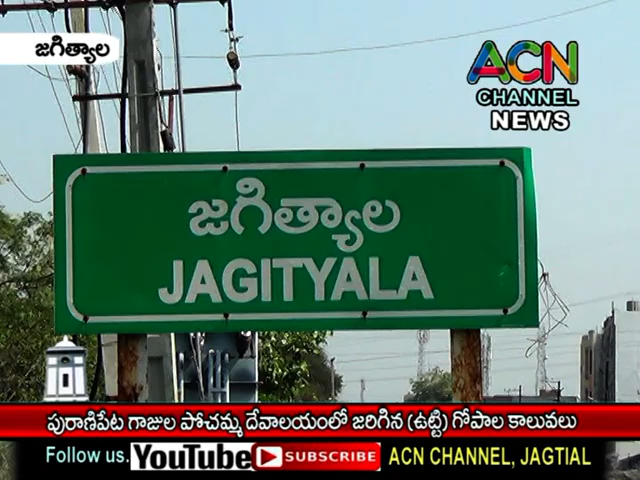 జగిత్యాల
ACN
CHANNEL
NEWS
జగిత్యాల
JAGITYALA
పురాణిపేట గాజుల పోచమ్మ దేవాలయంలో జరిగిన (ఉట్టి) గోపాల కాలువలు
Follow us. YouTube SUBSCRIBE ACN CHANNEL, JAGTIAL